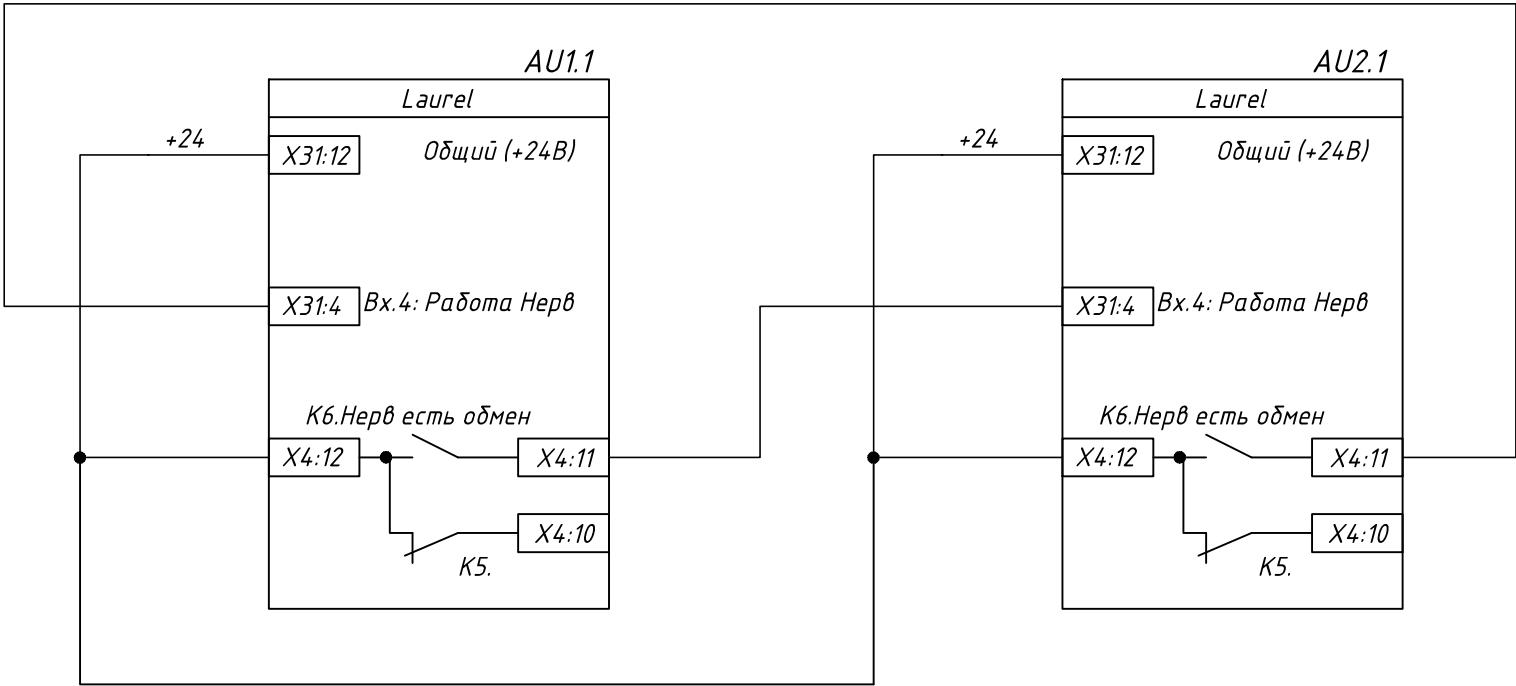 AU1.1
Laurel
+24
X31:12
Общий (+24В)
X31:4
Вх.4: Работа Нерв
К6.Нерв есть обмен
X4:12
X4:11
X4:10
К5.
AU2.1
Laurel
+24
X31:12
Общий (+24В)
X31:4
Вх.4: Работа Нерв
К6.Нерв есть обмен
X4:12
X4:11
X4:10
К5.